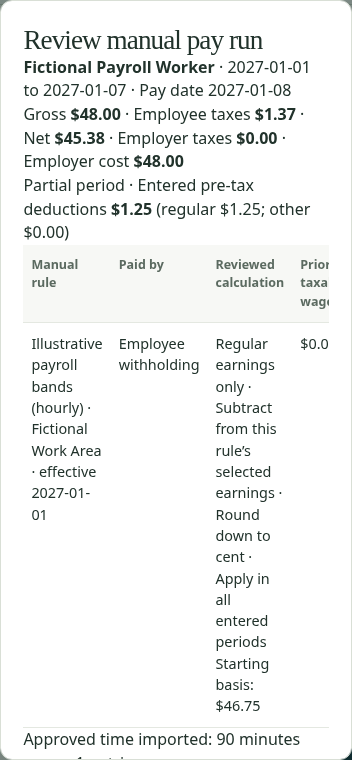 Review manual pay run
Fictional Payroll Worker · 2027-01-01
to 2027-01-07 · Pay date 2027-01-08
Gross $48.00 · Employee taxes $1.37 ·
Net $45.38 · Employer taxes $0.00 ·
Employer cost $48.00
Partial period · Entered pre-tax
deductions $1.25 (regular $1.25; other
$0.00)
Manual
rule
Paid by
Reviewed
calculation
Prior
Illustrative
payroll
bands
(hourly) ·
Fictional
Work Area
· effective
2027-01-
01
Employee
withholding
Regular
earnings
only ·
Subtract
from this
rule's
selected
earnings ·
Round
down to
cent ·
Apply in
all
entered
periods
Starting
basis:
$46.75
$0.0
Approved time imported: 90 minutes